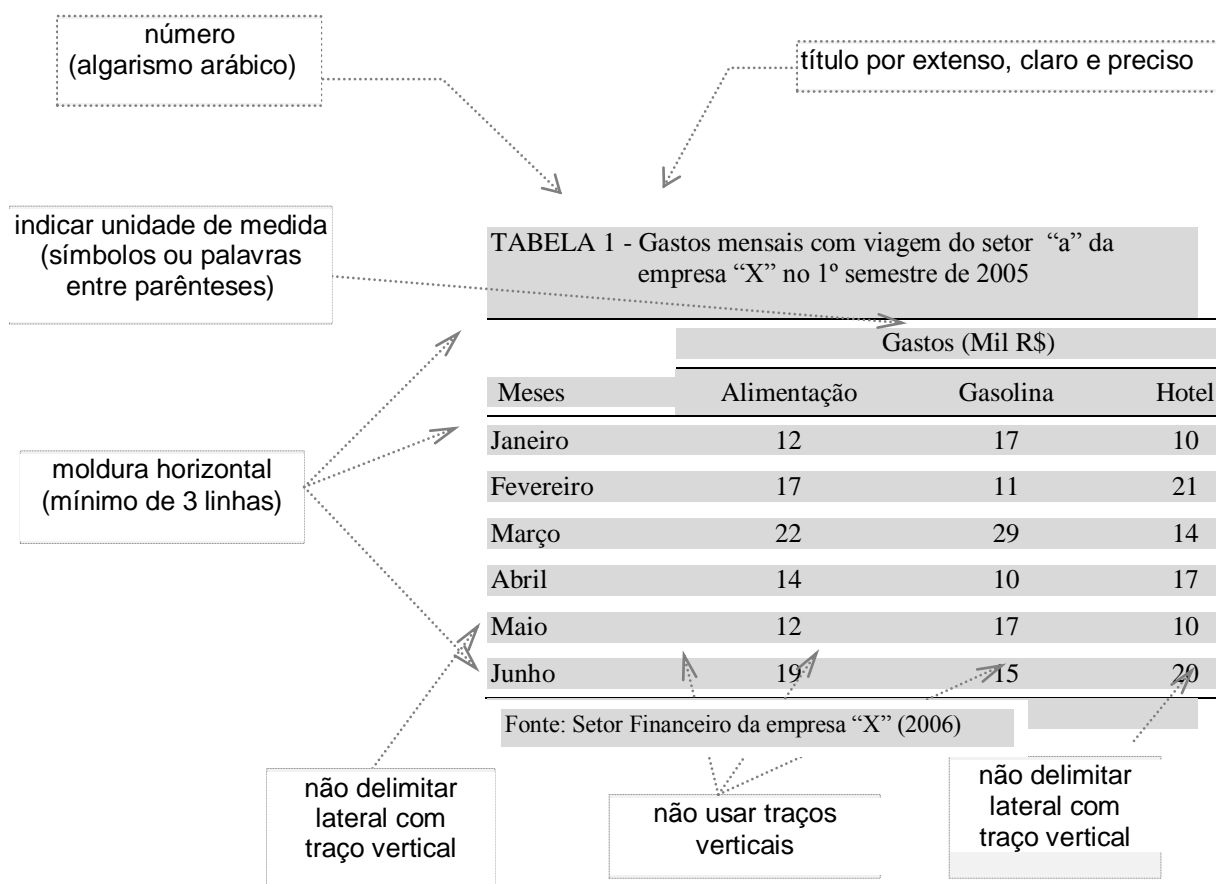 número
(algarismo arábico)
título por extenso, claro e preciso
indicar unidade de medida
(símbolos ou palavras
entre parênteses)
TABELA 1 - Gastos mensais com viagem do setor “a” da
empresa “X” no 1º semestre de 2005
Gastos (Mil R$)
Meses Alimentação Gasolina Hotel
Janeiro 12 17 10
Fevereiro 17 11 21
Março 22 29 14
Abril 14 10 17
Maio 12 17 10
Junho 19 15 20
moldura horizontal
(mínimo de 3 linhas)
Fonte: Setor Financeiro da empresa “X” (2006)
não delimitar
lateral com
traço vertical
não usar traços
verticais
não delimitar
lateral com
traço vertical